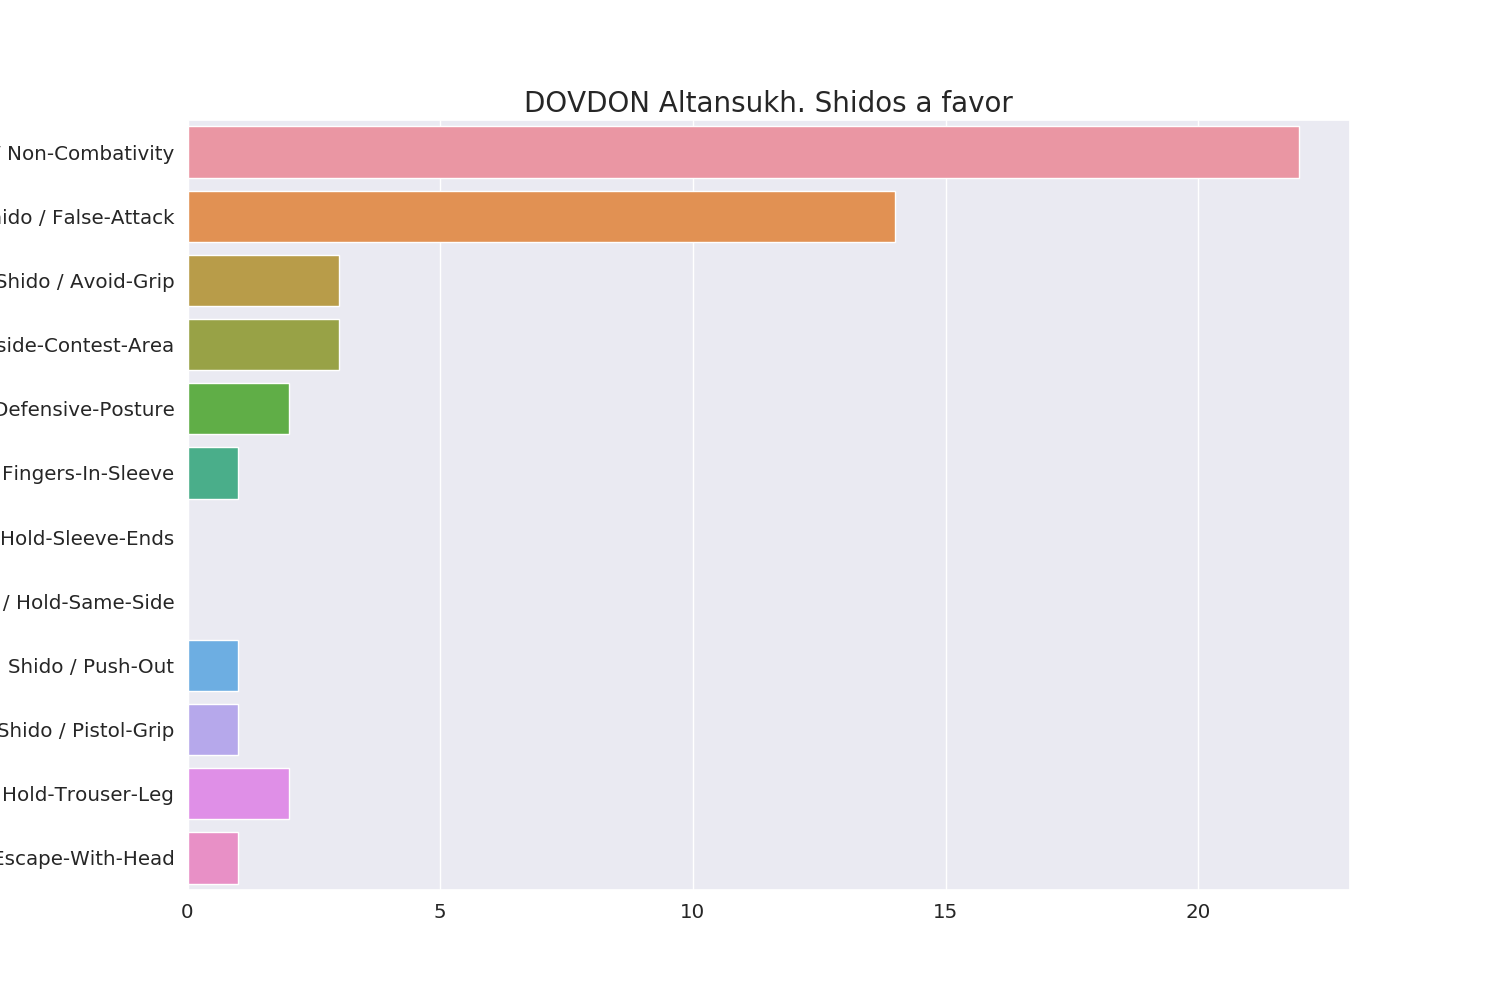 DOVDON Altansukh. Shidos a favor
/ Non-Combativity
/ False-Attack
Shido / Avoid-Grip
side-Contest-Area
Defensive-Posture
Fingers-In-Sleeve
Hold-Sleeve-Ends
/ Hold-Same-Side
Shido / Push-Out
Shido / Pistol-Grip
Hold-Trouser-Leg
Escape-With-Head
0 5 10 15 20